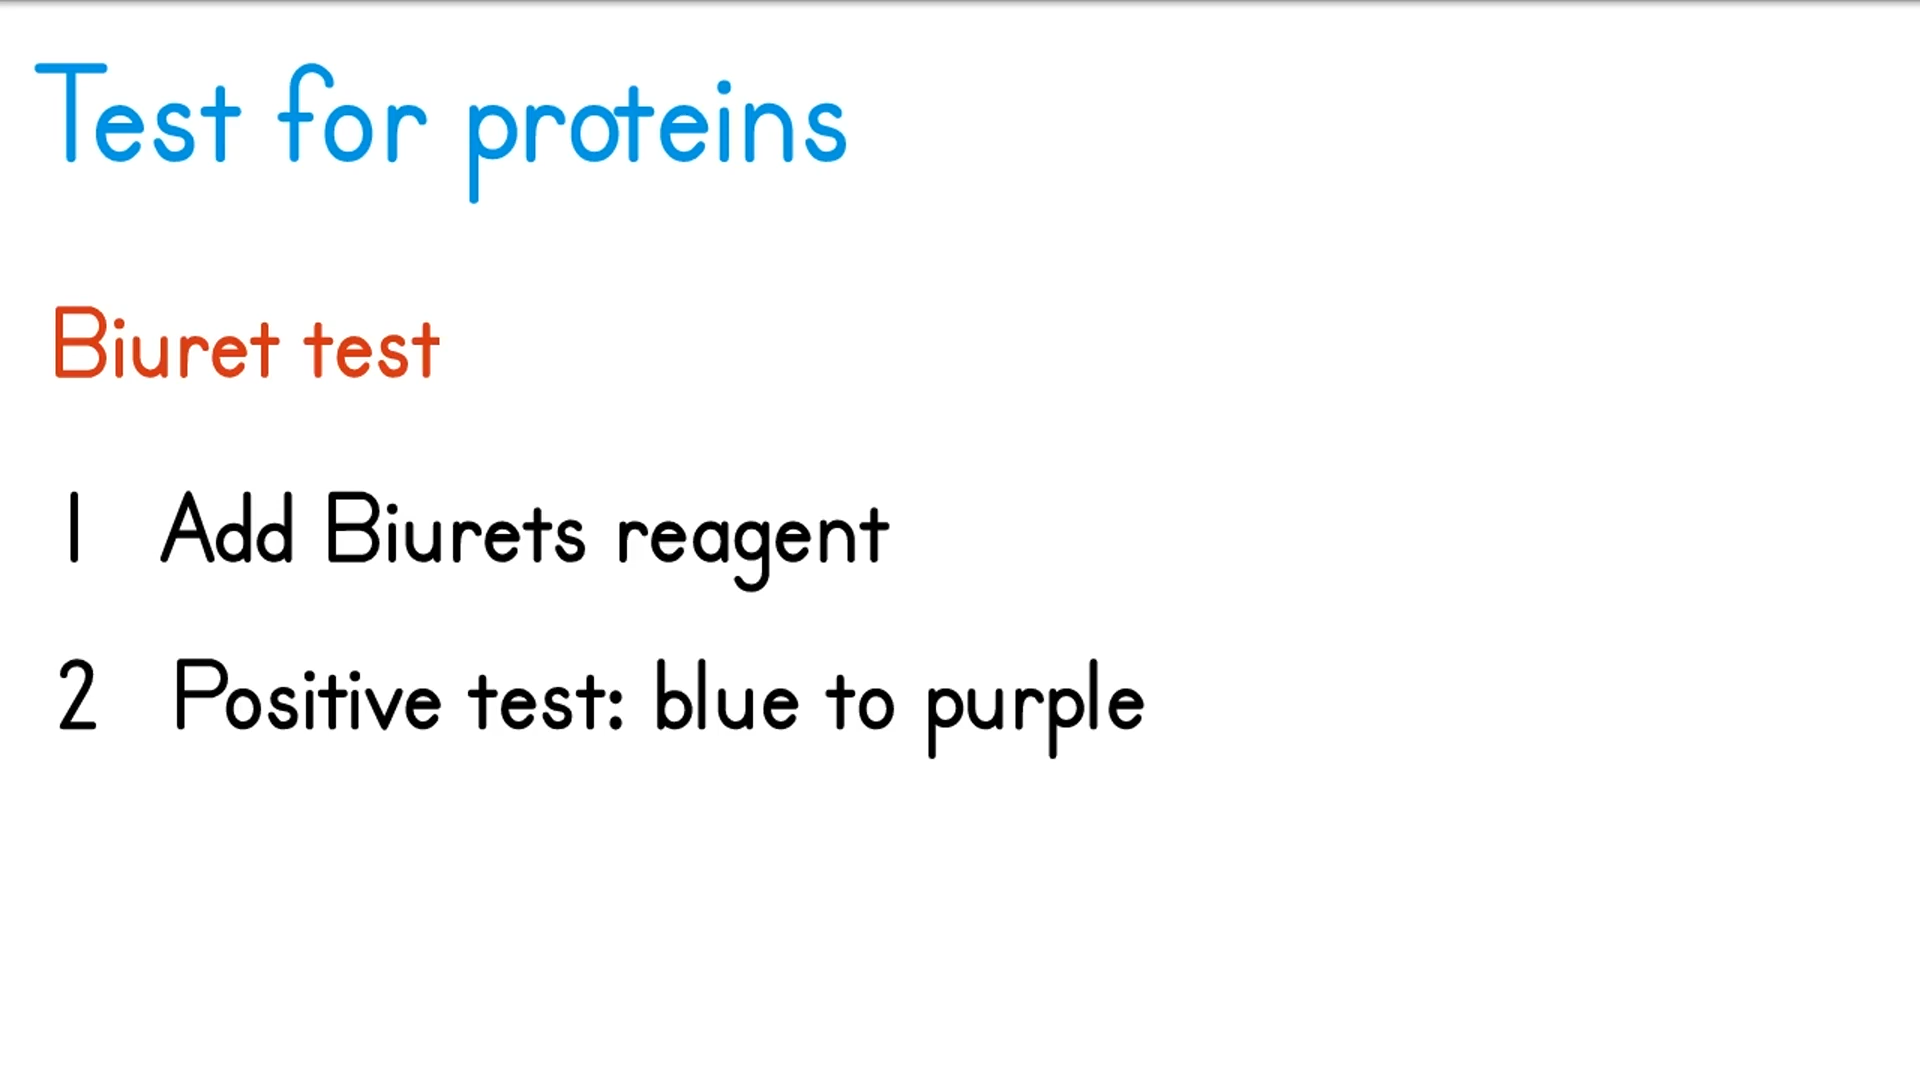 Test for proteins
Biuret test
1 Add Biurets reagent
2 Positive test: blue to purple